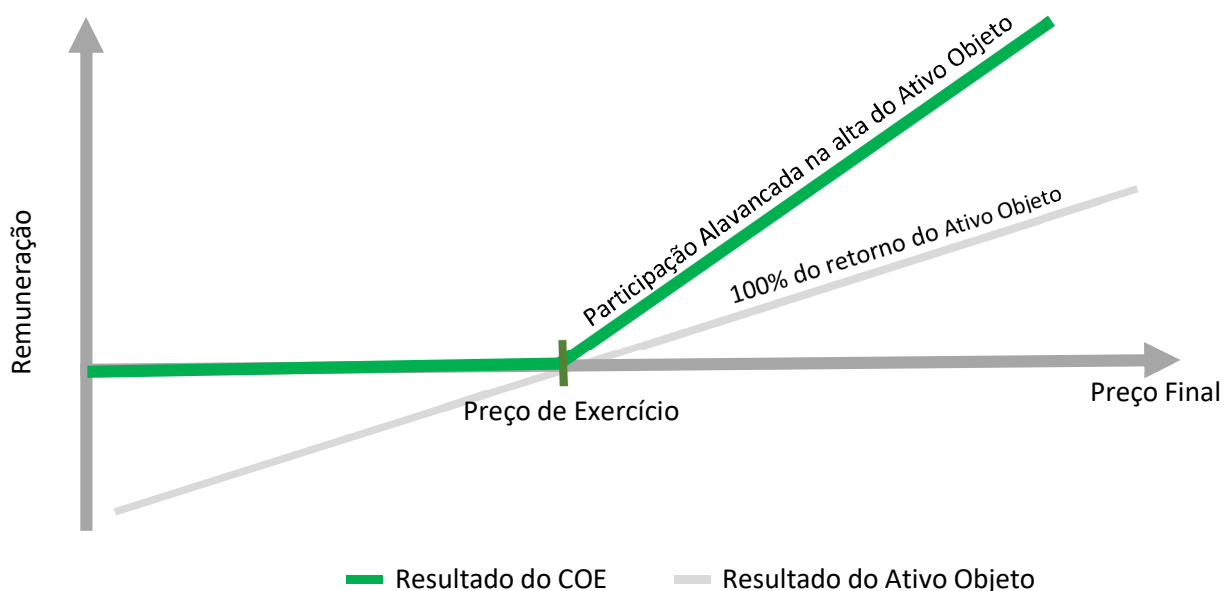 Participação Alavancada na alta do Ativo Objeto
100% do retorno do Ativo Objeto
Remuneração
Preço de Exercício
Preço Final
Resultado do COE
Resultado do Ativo Objeto